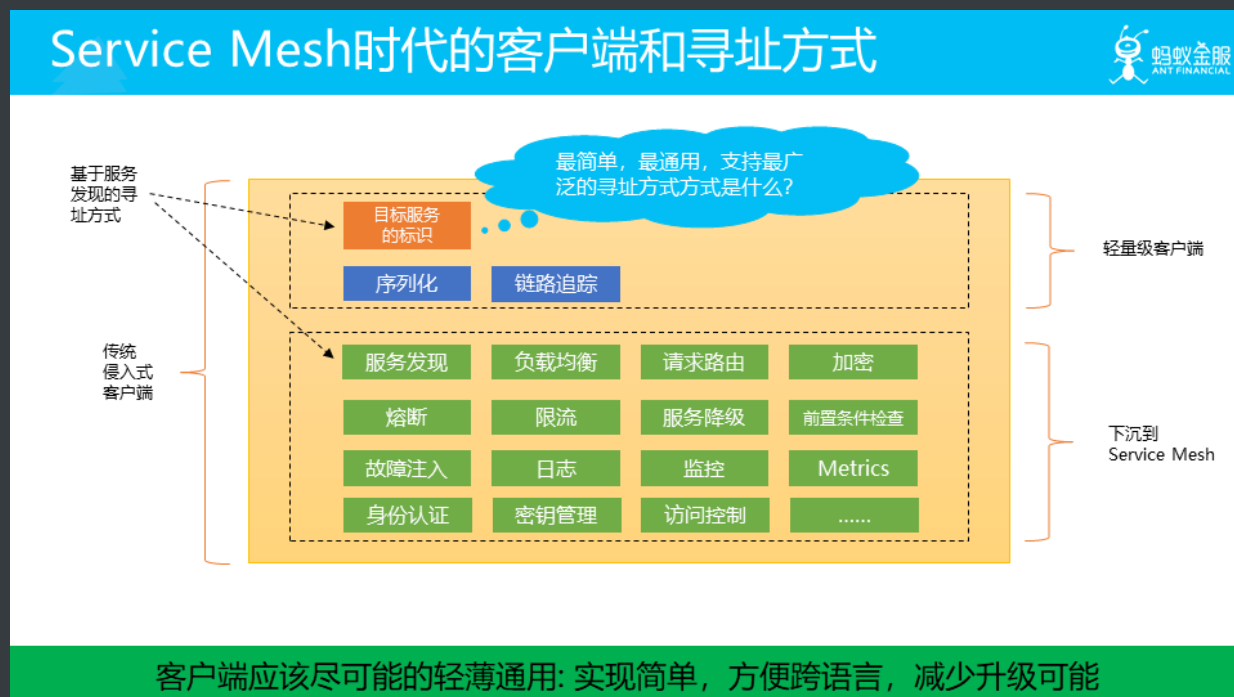 Service Mesh时代的客户端和寻址方式
蚂蚁金服
ANT FINANCIAL
基于服务
发现的寻
址方式
最简单，最通用，支持最广
泛的寻址方式方式是什么?
目标服务
的标识
序列化
链路追踪
轻量级客户端
传统
侵入式
客户端
服务发现
负载均衡
请求路由
加密
熔断
限流
服务降级
前置条件检查
故障注入
日志
监控
Metrics
身份认证
密钥管理
访问控制
......
下沉到
Service Mesh
客户端应该尽可能的轻薄通用: 实现简单，方便跨语言，减少升级可能